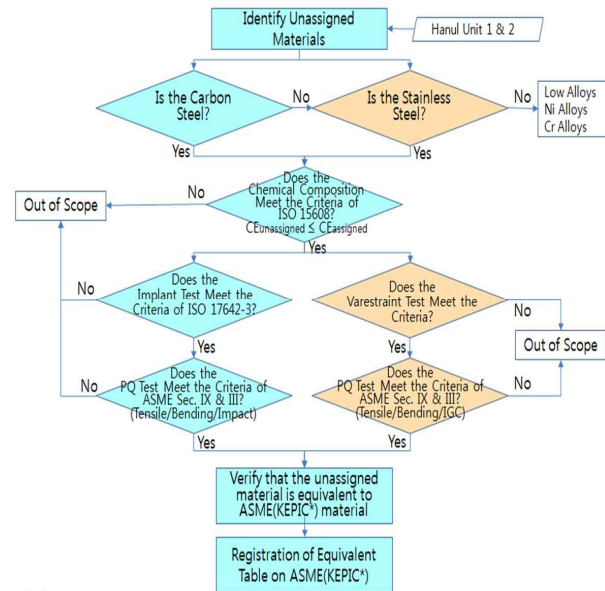 Identify Unassigned
Materials
Hanul Unit 1 & 2
Is the Carbon
Steel?
No
Is the Stainless
Steel?
No
Low Alloys
Ni Alloys
Cr Alloys
Yes
Yes
Does the
Chemical Composition
Meet the Criteria of
ISO 15608?
CEunassigned ≤ CEassigned
No
Out of Scope
Yes
Does the
Implant Test Meet the
Criteria of ISO 17642-3?
No
Does the
Varestraint Test Meet the
Criteria?
No
Out of Scope
Yes
Yes
Does the
PQ Test Meet the Criteria of
ASME Sec. IX & III?
(Tensile/Bending/Impact)
No
Does the
PQ Test Meet the Criteria of
ASME Sec. IX & III?
(Tensile/Bending/IGC)
No
Yes
Yes
Verify that the unassigned
material is equivalent to
ASME(KEPIC*) material
Registration of Equivalent
Table on ASME(KEPIC*)